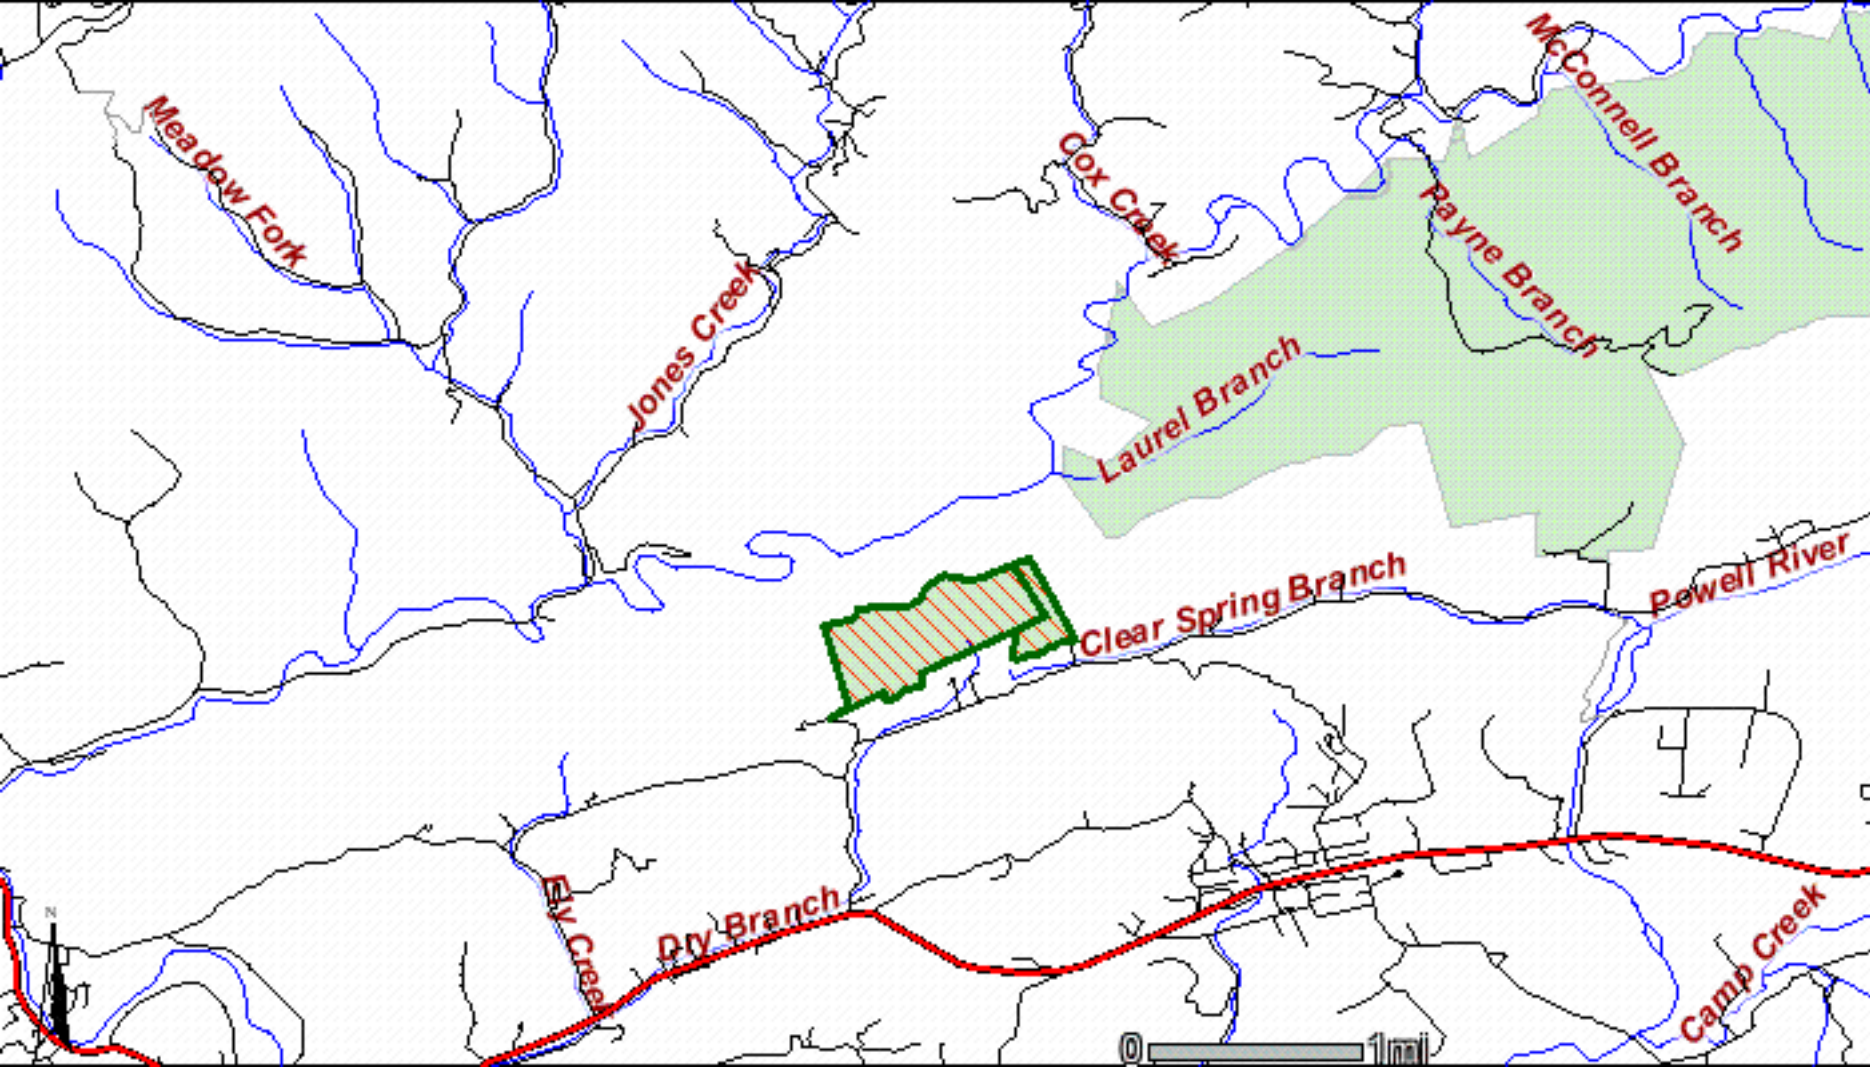 McConnell Branch
Meadow Fork
Cox Creek
Payne Branch
Jones Creek
Laurel Branch
Clear Spring Branch
Powell River
Ely Creek
Dry Branch
Camp Creek
N
0 1mi